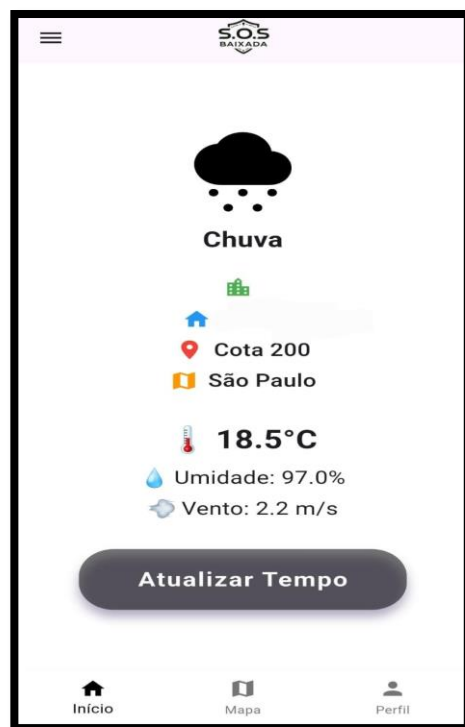 S.O.S
BAIXADA
Chuva
Cota 200
São Paulo
18.5°C
Umidade: 97.0%
Vento: 2.2 m/s
Atualizar Tempo
Início
Mapa
Perfil